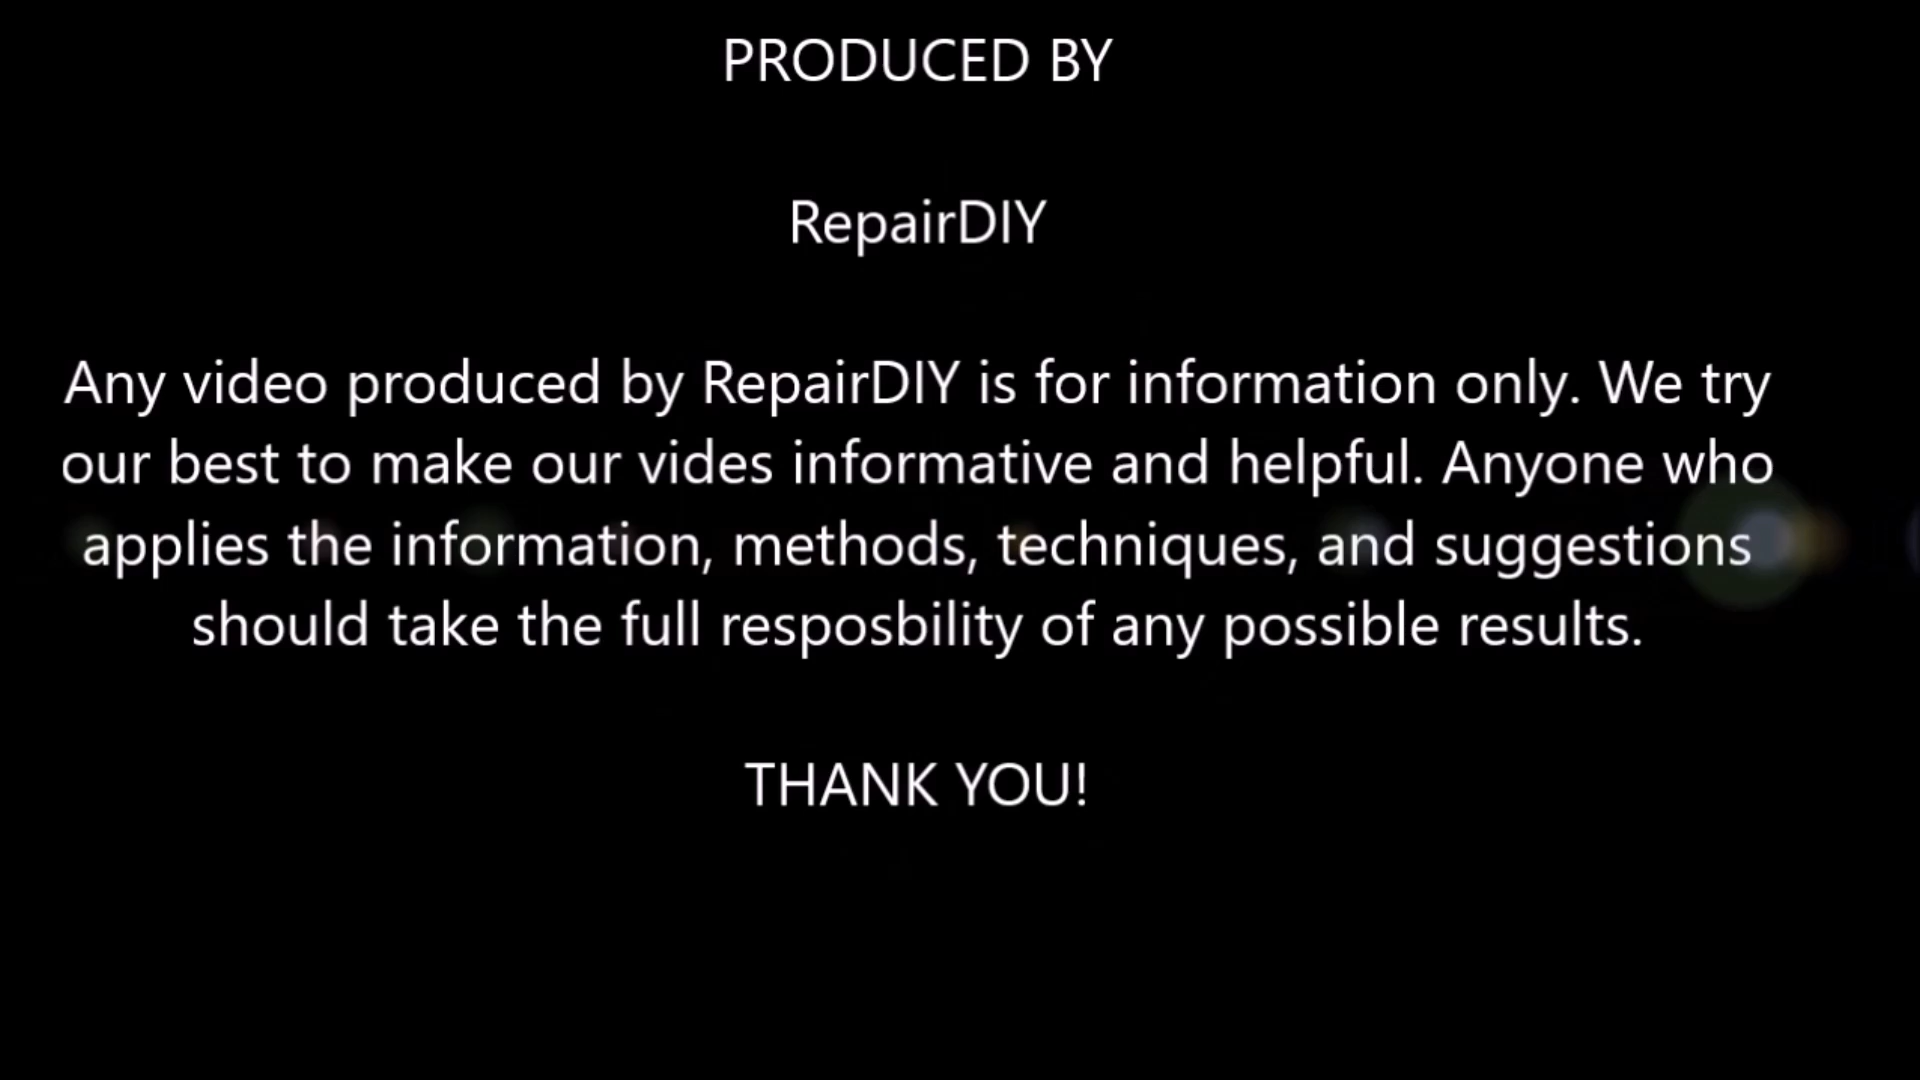 PRODUCED BY
RepairDIY
Any video produced by RepairDIY is for information only. We try
our best to make our vides informative and helpful. Anyone who
applies the information, methods, techniques, and suggestions
should take the full resposbility of any possible results.
THANK YOU!